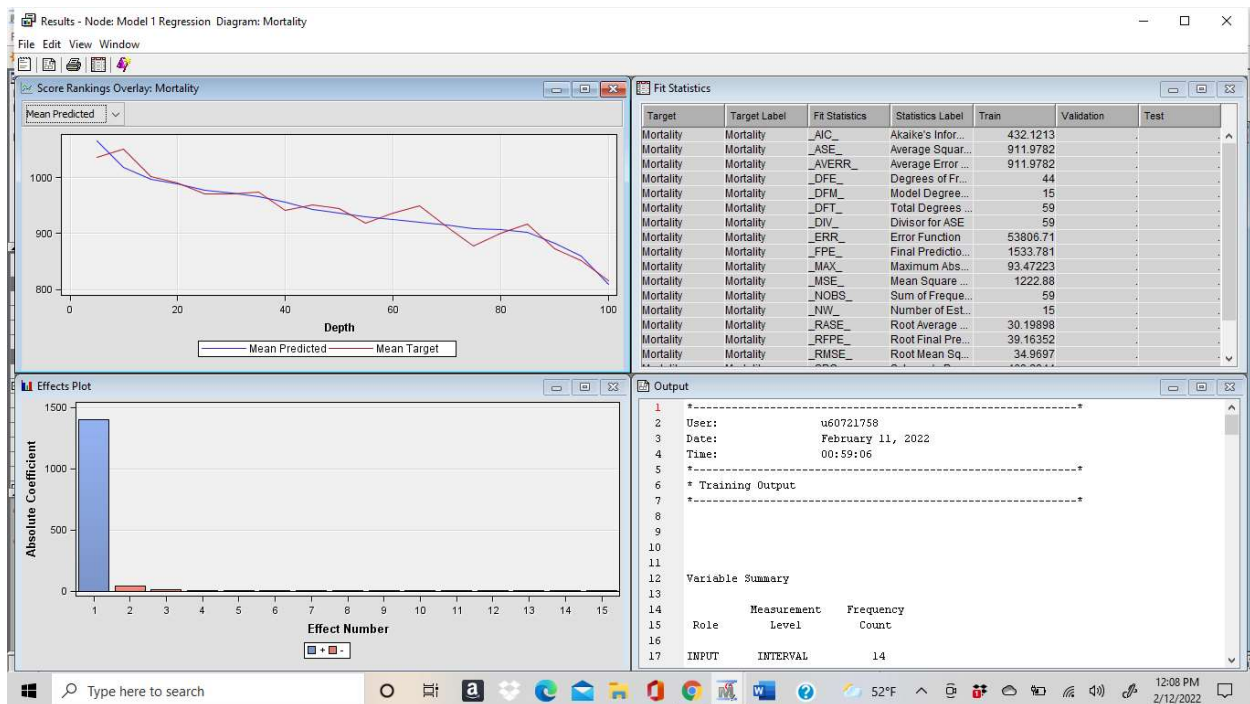 Results - Node: Model 1 Regression Diagram: Mortality
File Edit View Window
Score Rankings Overlay: Mortality
Mean Predicted
1000
900
800
0 20 40 60 80 100
Depth
Mean Predicted Mean Target
Fit Statistics
Target Target Label Fit Statistics Statistics Label Train Validation Test
Mortality Mortality _AIC_ Akaike's Infor... 432.1213 . .
Mortality Mortality _ASE_ Average Squar... 911.9782 . .
Mortality Mortality _AVERR_ Average Error ... 911.9782 . .
Mortality Mortality _DFE_ Degrees of Fr... 44 . .
Mortality Mortality _DFM_ Model Degree... 15 . .
Mortality Mortality _DFT_ Total Degrees ... 59 . .
Mortality Mortality _DIV_ Divisor for ASE 59 . .
Mortality Mortality _ERR_ Error Function 53806.71 . .
Mortality Mortality _FPE_ Final Predictio... 1533.781 . .
Mortality Mortality _MAX_ Maximum Abs... 93.47223 . .
Mortality Mortality _MSE_ Mean Square ... 1222.88 . .
Mortality Mortality _NOBS_ Sum of Freque... 59 . .
Mortality Mortality _NW_ Number of Est... 15 . .
Mortality Mortality _RASE_ Root Average ... 30.19898 . .
Mortality Mortality _RFPE_ Root Final Pre... 39.16352 . .
Mortality Mortality _RMSE_ Root Mean Sq... 34.9697 . .
Effects Plot
Absolute Coefficient
1500
1000
500
0
1 2 3 4 5 6 7 8 9 10 11 12 13 14 15
Effect Number
+ -
Output
1 *------------------------------------------------------------*
2 User: u60721758
3 Date: February 11, 2022
4 Time: 00:59:06
5 *------------------------------------------------------------*
6 * Training Output
7 *------------------------------------------------------------*
8
9
10
11
12 Variable Summary
13
14 Measurement Frequency
15 Role Level Count
16
17 INPUT INTERVAL 14
Type here to search
52°F
12:08 PM
2/12/2022